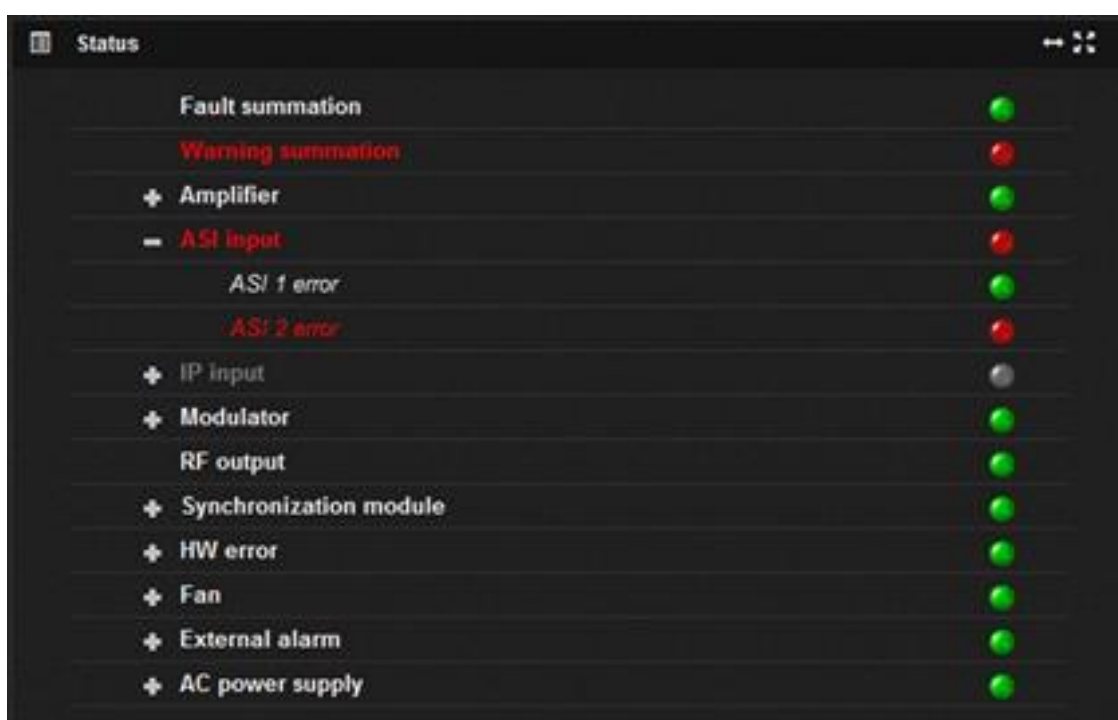 Status
Fault summation
Warning summation
Amplifier
ASI input
ASI 1 error
ASI 2 error
IP input
Modulator
RF output
Synchronization module
HW error
Fan
External alarm
AC power supply